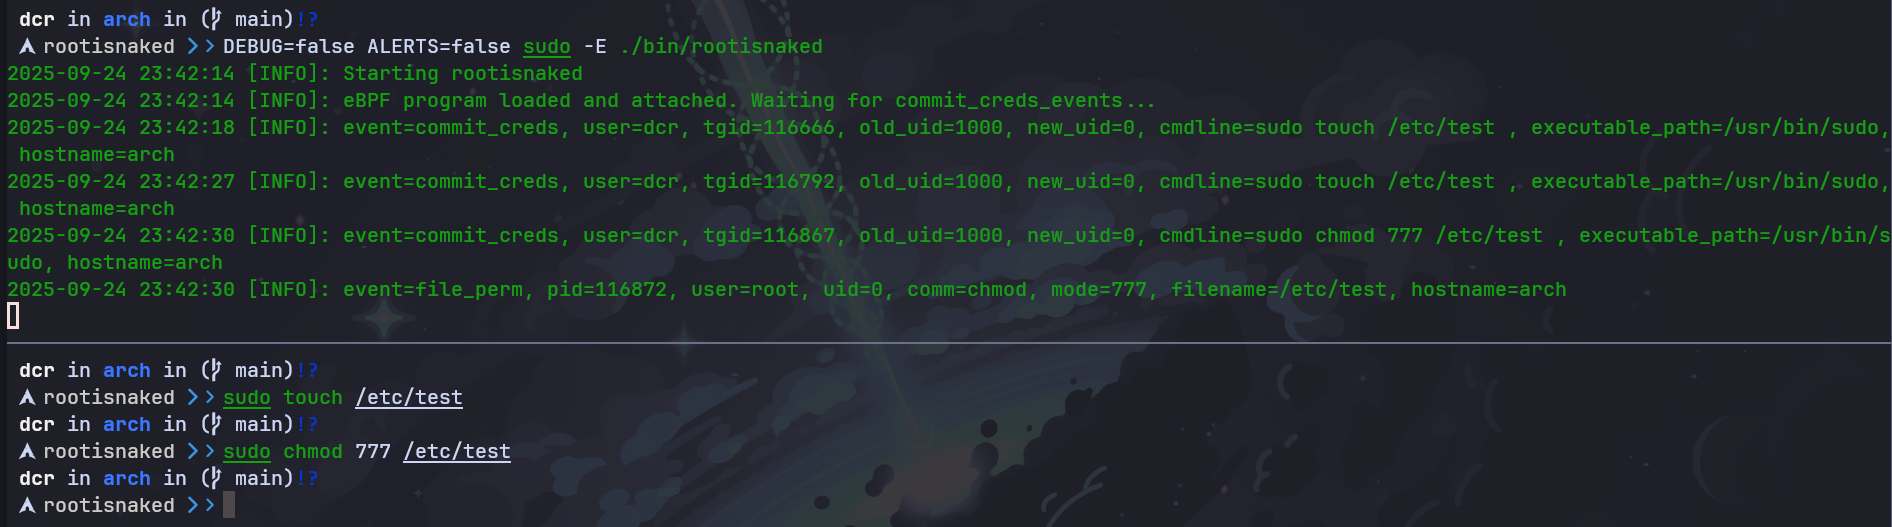 dcr in arch in ( main)!?
rootisnaked >> DEBUG=false ALERTS=false sudo -E ./bin/rootisnaked
2025-09-24 23:42:14 [INFO]: Starting rootisnaked
2025-09-24 23:42:14 [INFO]: eBPF program loaded and attached. Waiting for commit_creds_events...
2025-09-24 23:42:18 [INFO]: event=commit_creds, user=dcr, tgid=116666, old_uid=1000, new_uid=0, cmdline=sudo touch /etc/test , executable_path=/usr/bin/sudo,
hostname=arch
2025-09-24 23:42:27 [INFO]: event=commit_creds, user=dcr, tgid=116792, old_uid=1000, new_uid=0, cmdline=sudo touch /etc/test , executable_path=/usr/bin/sudo,
hostname=arch
2025-09-24 23:42:30 [INFO]: event=commit_creds, user=dcr, tgid=116867, old_uid=1000, new_uid=0, cmdline=sudo chmod 777 /etc/test , executable_path=/usr/bin/s
udo, hostname=arch
2025-09-24 23:42:30 [INFO]: event=file_perm, pid=116872, user=root, uid=0, comm=chmod, mode=777, filename=/etc/test, hostname=arch
dcr in arch in ( main)!?
rootisnaked >> sudo touch /etc/test
dcr in arch in ( main)!?
rootisnaked >> sudo chmod 777 /etc/test
dcr in arch in ( main)!?
rootisnaked >>